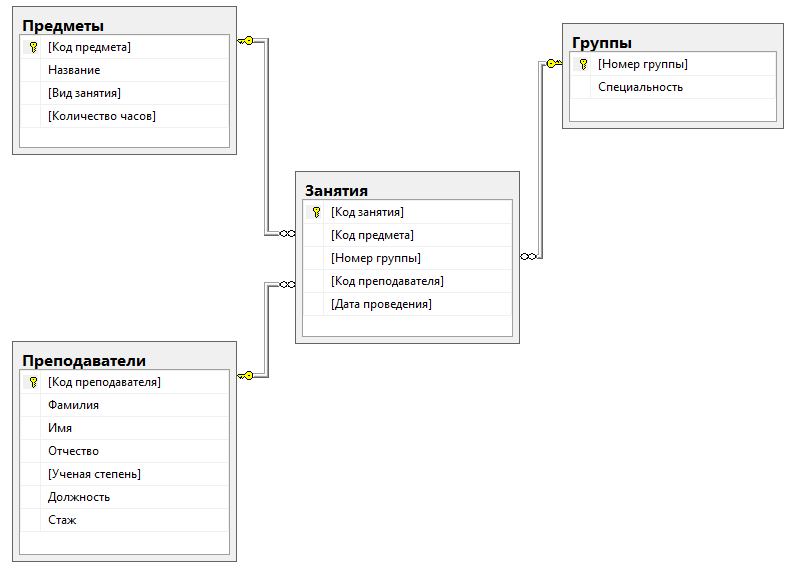 Предметы
[Код предмета]
Название
[Вид занятия]
[Количество часов]
Группы
[Номер группы]
Специальность
Занятия
[Код занятия]
[Код предмета]
[Номер группы]
[Код преподавателя]
[Дата проведения]
Преподаватели
[Код преподавателя]
Фамилия
Имя
Отчество
[Ученая степень]
Должность
Стаж